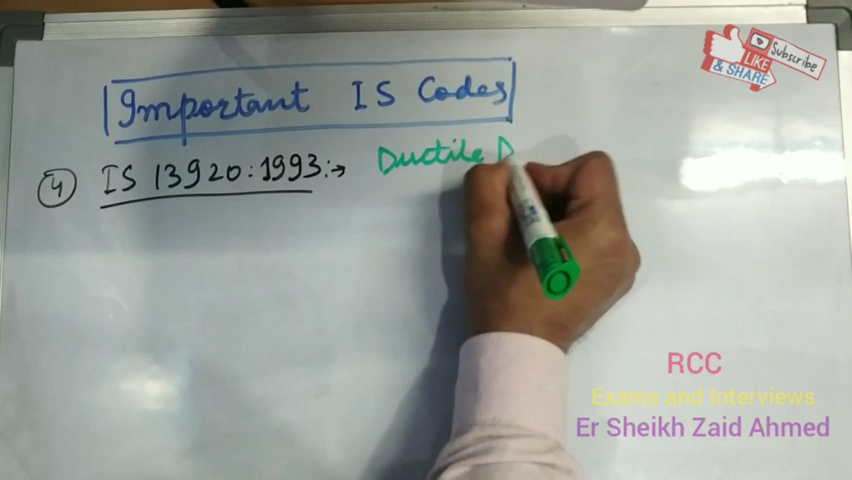 Important IS Codes
4 IS 13920:1993:→ Ductile D
Subscribe
LIKE
& SHARE
RCC
Exams and Interviews
Er Sheikh Zaid Ahmed